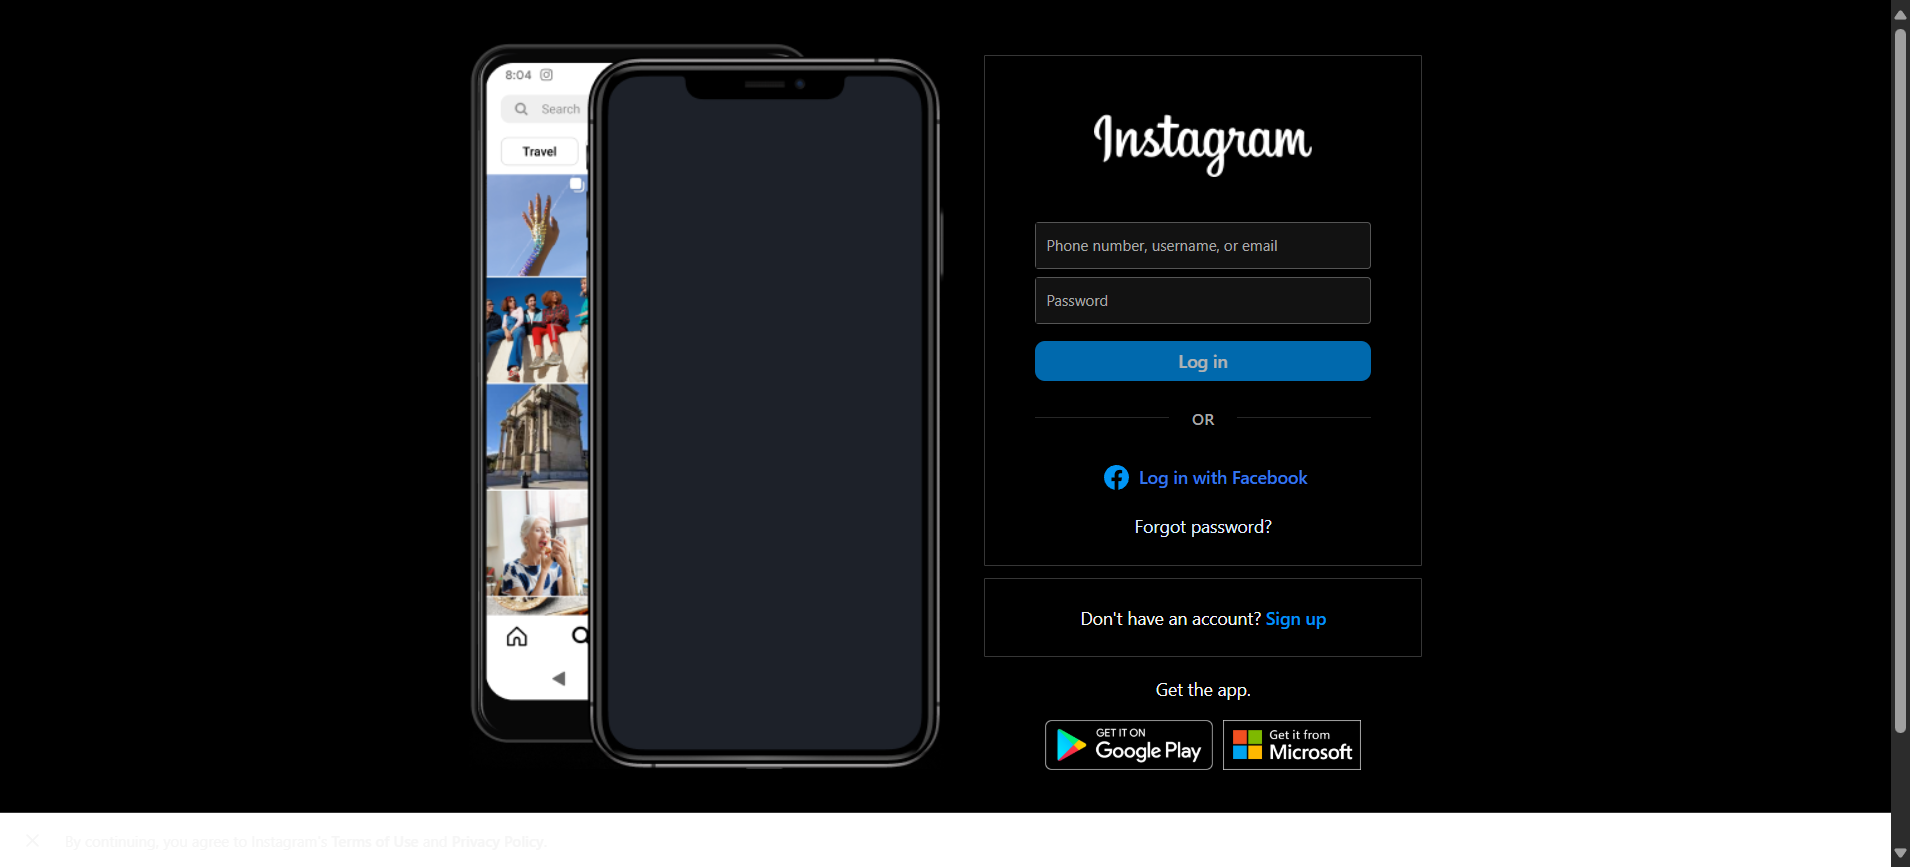 8:04
Search
Travel
Instagram
Phone number, username, or email
Password
Log in
OR
Log in with Facebook
Forgot password?
Don't have an account? Sign up
Get the app.
GET IT ON
Google Play
Get it from
Microsoft
By continuing, you agree to Instagram's Terms of Use and Privacy Policy.